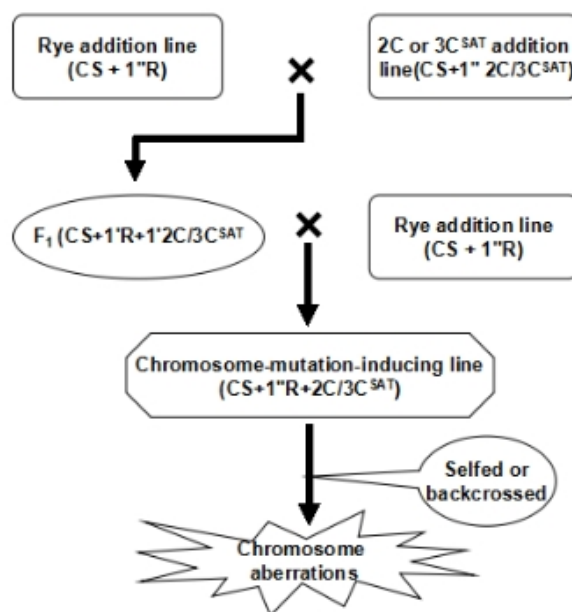 Rye addition line
(CS + 1"R)
2C or 3C^SAT addition
line(CS+1" 2C/3C^SAT)
F₁ (CS+1'R+1'2C/3C^SAT
Rye addition line
(CS + 1"R)
Chromosome-mutation-inducing line
(CS+1"R+2C/3C^SAT)
Selfed or
backcrossed
Chromosome
aberrations